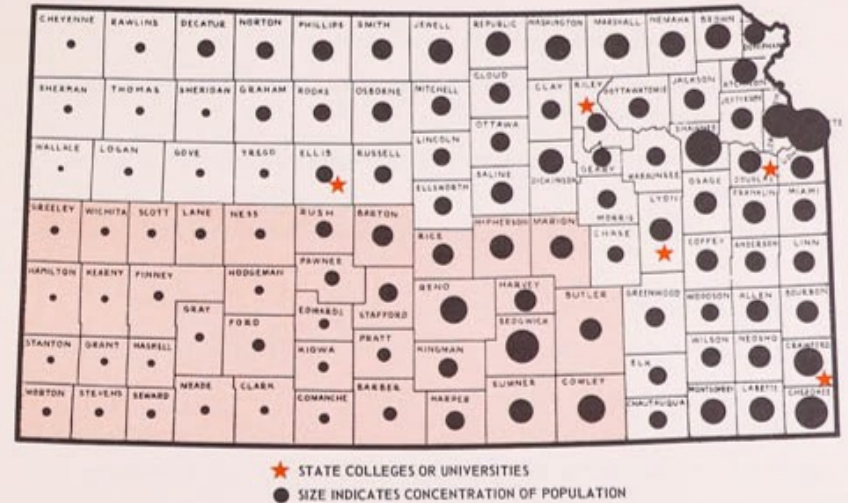 CHEYENNE RAWLINS DECATUR NORTON PHILLIPS SMITH JEWELL REPUBLIC WASHINGTON MARSHALL NEMAHA BROWN DONIPHAN
SHERMAN THOMAS SHERIDAN GRAHAM ROOKS OSBORNE MITCHELL CLOUD CLAY RILEY POTTAWATOMIE JACKSON ATCHISON
JEFFERSON
WALLACE LOGAN GOVE TREGO ELLIS RUSSELL LINCOLN OTTAWA DICKINSON GEARY WABAUNSEE SHAWNEE DOUGLAS
ELLSWORTH SALINE MORRIS LYON OSAGE FRANKLIN MIAMI
GREELEY WICHITA SCOTT LANE NESS RUSH BARTON RICE McPHERSON MARION CHASE COFFEY ANDERSON LINN
HAMILTON KEARNY FINNEY HODGEMAN PAWNEE STAFFORD RENO HARVEY BUTLER GREENWOOD WOODSON ALLEN BOURBON
GRAY FORD EDWARDS SEDGWICK
STANTON GRANT HASKELL KIOWA PRATT KINGMAN ELK WILSON NEOSHO CRAWFORD
MORTON STEVENS SEWARD MEADE CLARK COMANCHE BARBER HARPER SUMNER COWLEY CHAUTAUQUA MONTGOMERY LABETTE CHEROKEE
STATE COLLEGES OR UNIVERSITIES
SIZE INDICATES CONCENTRATION OF POPULATION